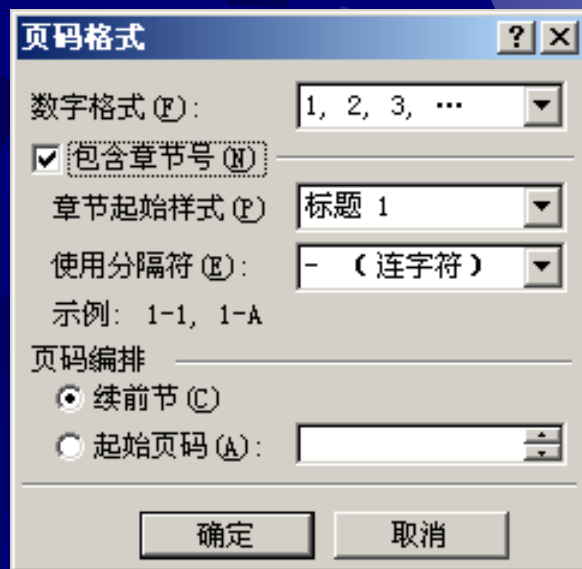 页码格式
数字格式(F): 1, 2, 3, …
包含章节号(N)
章节起始样式(P) 标题 1
使用分隔符(E): - (连字符)
示例: 1-1, 1-A
页码编排
续前节(C)
起始页码(A):
确定 取消